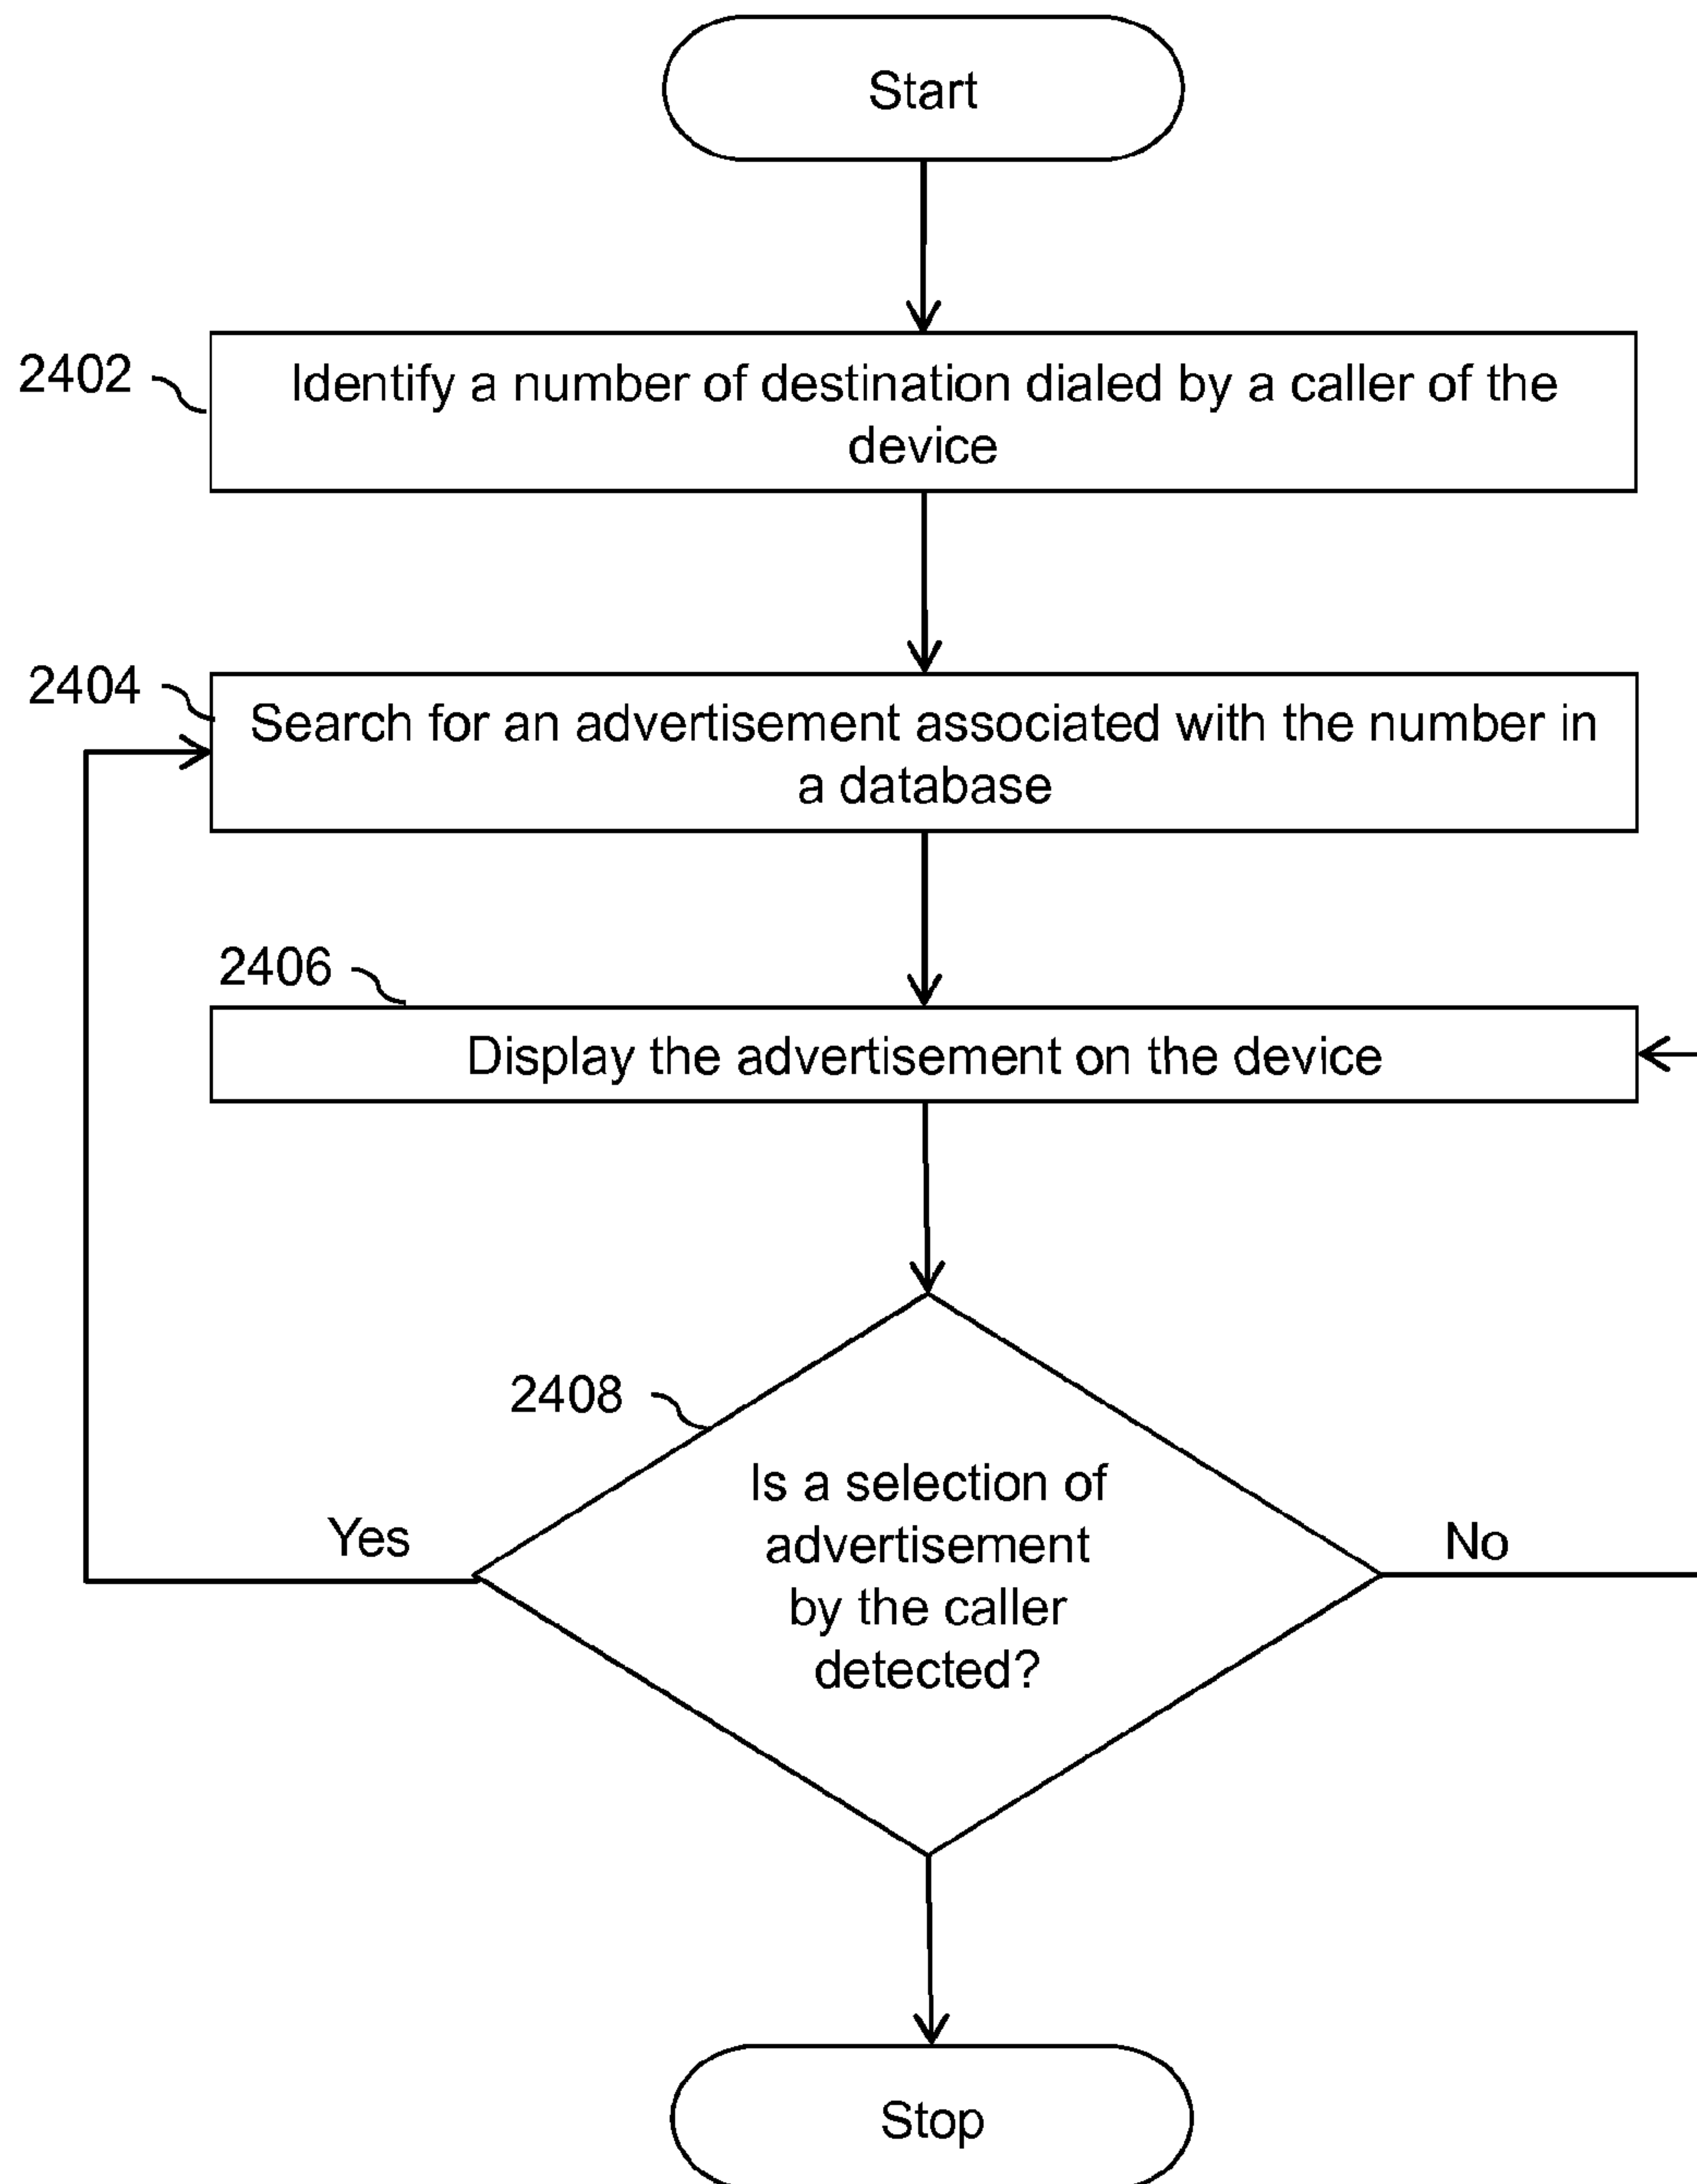 Start
2402
Identify a number of destination dialed by a caller of the
device
2404
Search for an advertisement associated with the number in
a database
2406
Display the advertisement on the device
2408
Is a selection of
advertisement
by the caller
detected?
Yes
No
Stop